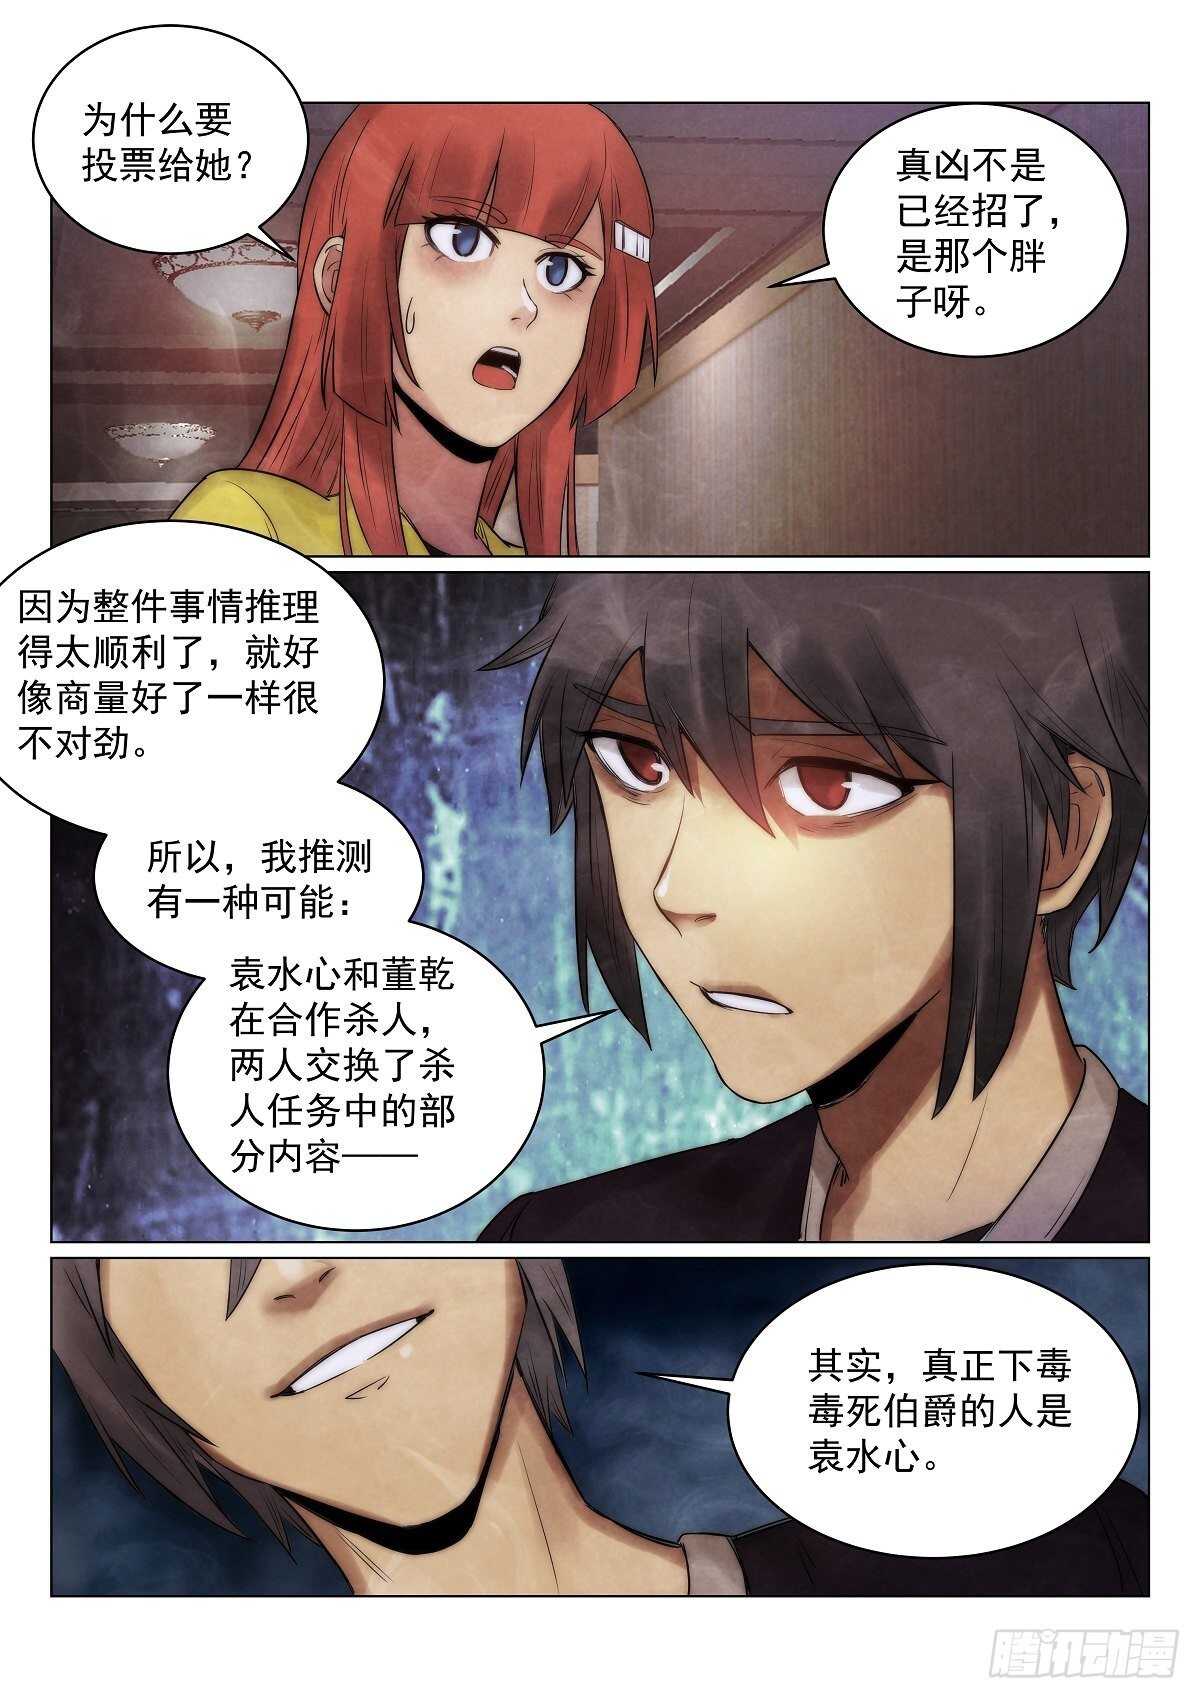 为什么要
投票给她？
真凶不是
已经招了，
是那个胖
子呀。
因为整件事情推理
得太顺利了，就好
像商量好了一样很
不对劲。
所以，我推测
有一种可能：
袁水心和董乾
在合作杀人，
两人交换了杀
人任务中的部
分内容——
其实，真正下毒
毒死伯爵的人是
袁水心。
腾讯动漫